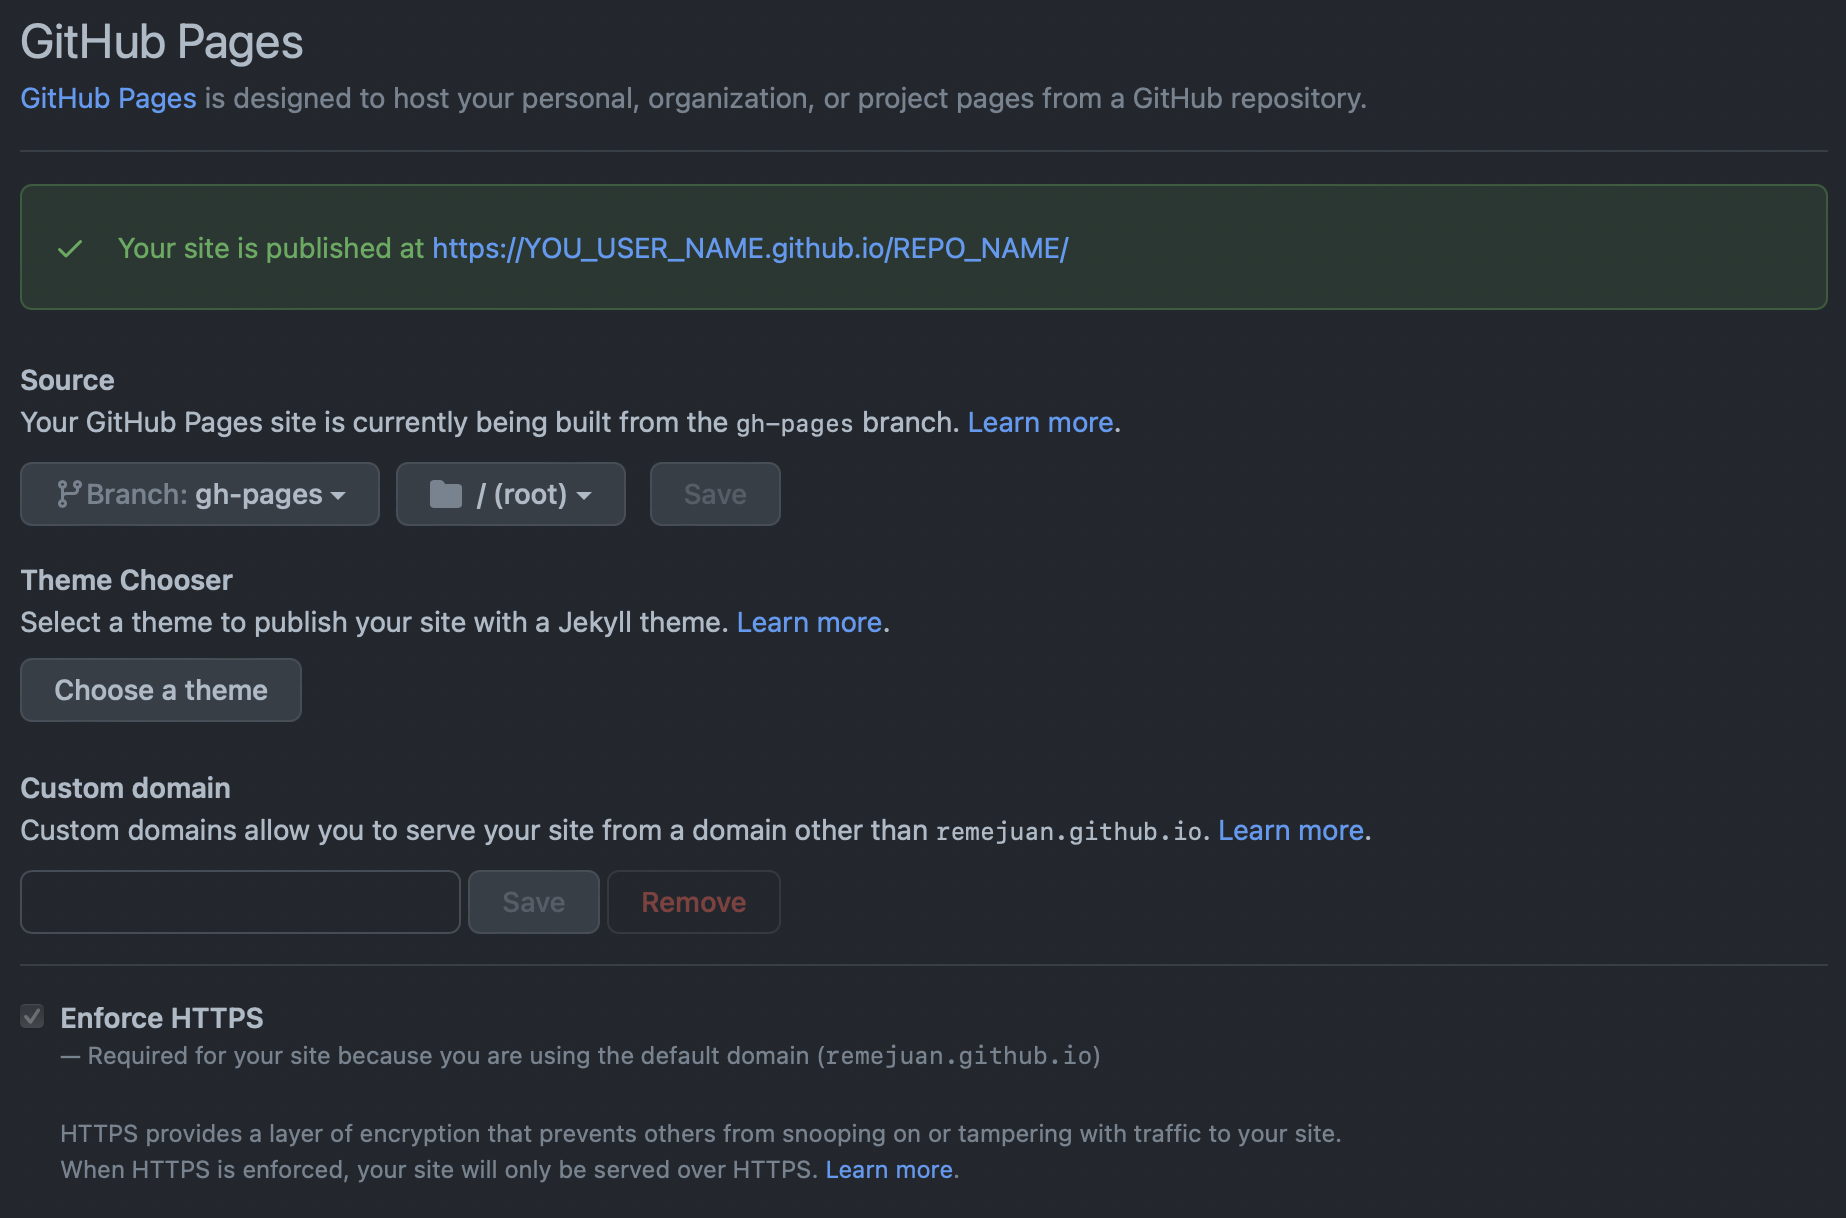 GitHub Pages
GitHub Pages is designed to host your personal, organization, or project pages from a GitHub repository.
Your site is published at https://YOU_USER_NAME.github.io/REPO_NAME/
Source
Your GitHub Pages site is currently being built from the gh-pages branch. Learn more.
Branch: gh-pages / (root) Save
Theme Chooser
Select a theme to publish your site with a Jekyll theme. Learn more.
Choose a theme
Custom domain
Custom domains allow you to serve your site from a domain other than remejuan.github.io. Learn more.
Save Remove
Enforce HTTPS
— Required for your site because you are using the default domain (remejuan.github.io)
HTTPS provides a layer of encryption that prevents others from snooping on or tampering with traffic to your site.
When HTTPS is enforced, your site will only be served over HTTPS. Learn more.